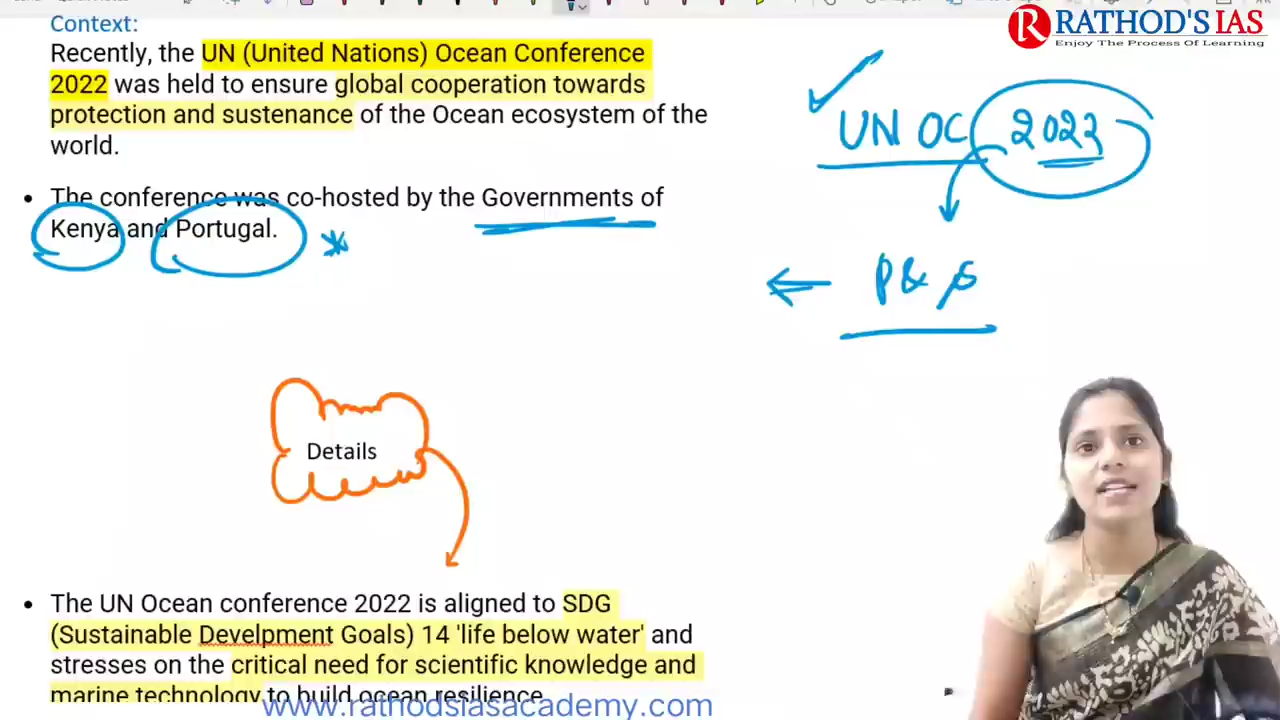 RATHOD'S IAS
Enjoy The Process Of Learning
Context:
Recently, the UN (United Nations) Ocean Conference
2022 was held to ensure global cooperation towards
protection and sustenance of the Ocean ecosystem of the
world.
• The conference was co-hosted by the Governments of
Kenya and Portugal.
UN OC 2022
P & S
Details
• The UN Ocean conference 2022 is aligned to SDG
(Sustainable Develpment Goals) 14 'life below water' and
stresses on the critical need for scientific knowledge and
marine technology to build ocean resilience.
www.rathodsiasacademy.com